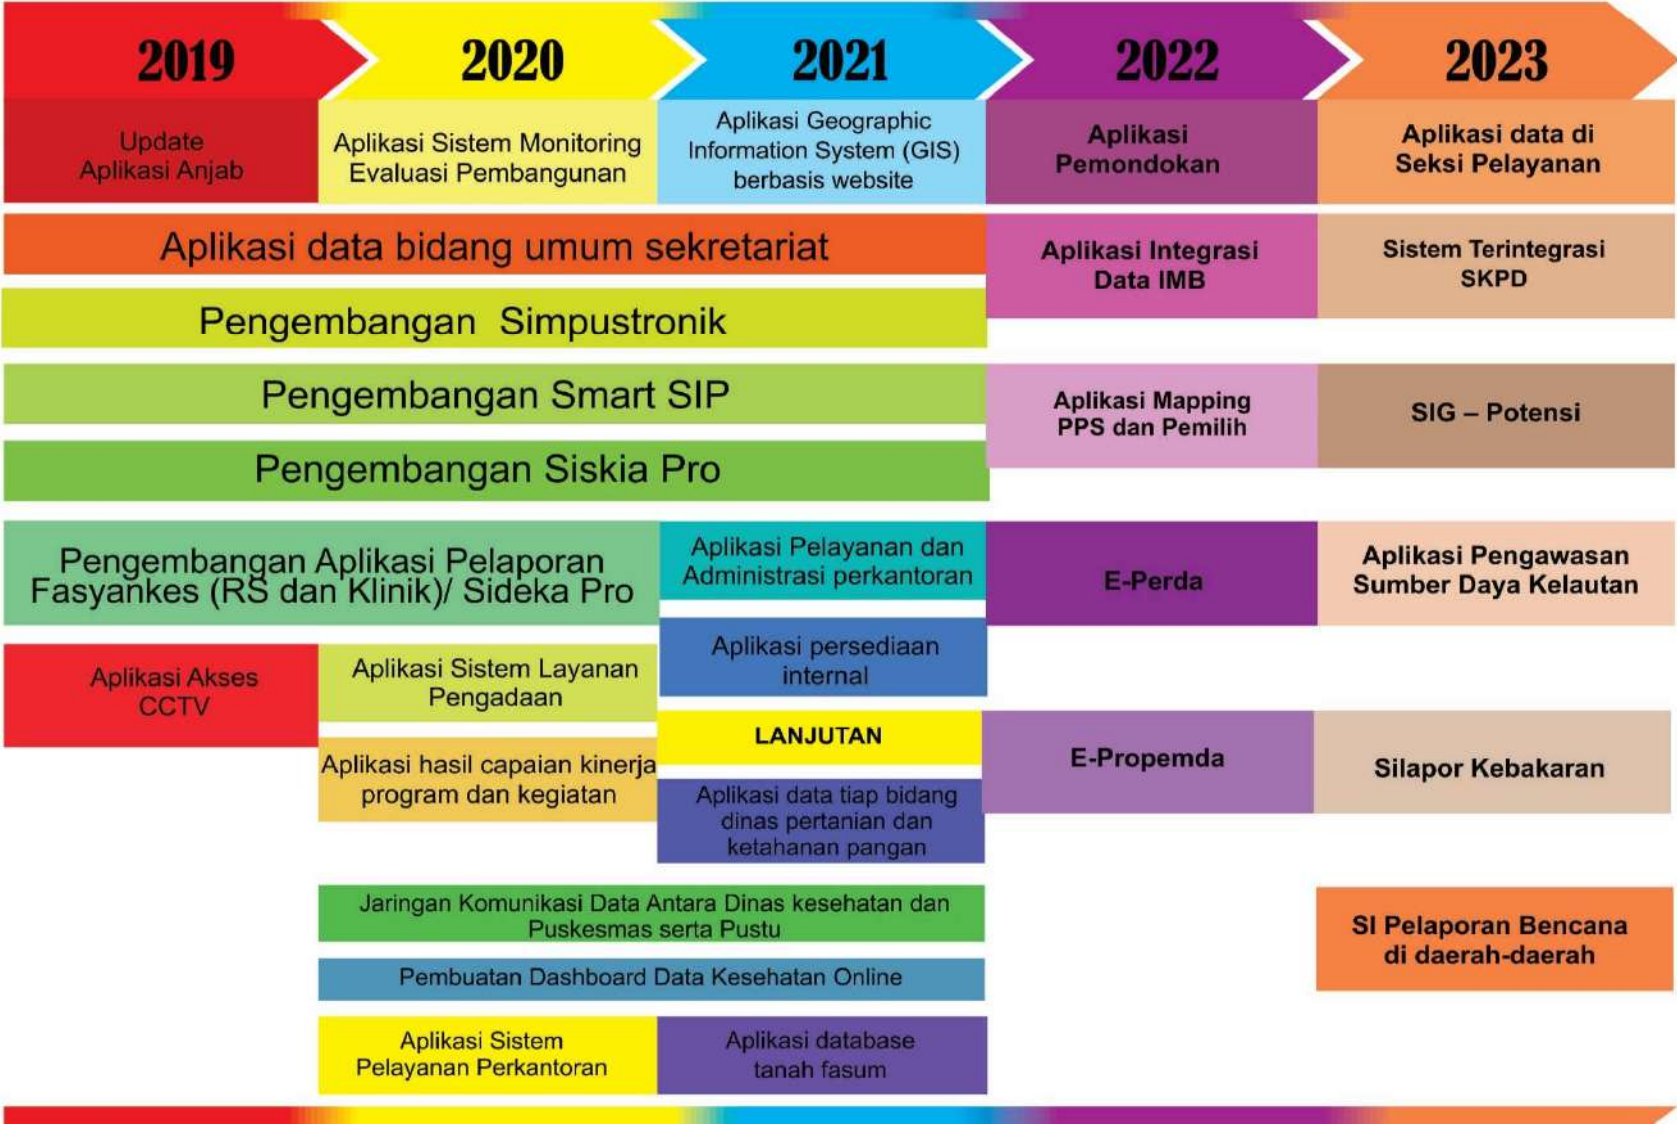 2019
2020
2021
2022
2023
Update
Aplikasi Anjab
Aplikasi Sistem Monitoring
Evaluasi Pembangunan
Aplikasi Geographic
Information System (GIS)
berbasis website
Aplikasi
Pemondokan
Aplikasi data di
Seksi Pelayanan
Aplikasi data bidang umum sekretariat
Aplikasi Integrasi
Data IMB
Sistem Terintegrasi
SKPD
Pengembangan Simpustronik
Pengembangan Smart SIP
Aplikasi Mapping
PPS dan Pemilih
SIG – Potensi
Pengembangan Siskia Pro
Pengembangan Aplikasi Pelaporan
Fasyankes (RS dan Klinik)/ Sideka Pro
Aplikasi Pelayanan dan
Administrasi perkantoran
E-Perda
Aplikasi Pengawasan
Sumber Daya Kelautan
Aplikasi persediaan
internal
Aplikasi Akses
CCTV
Aplikasi Sistem Layanan
Pengadaan
LANJUTAN
E-Propemda
Silapor Kebakaran
Aplikasi hasil capaian kinerja
program dan kegiatan
Aplikasi data tiap bidang
dinas pertanian dan
ketahanan pangan
Jaringan Komunikasi Data Antara Dinas kesehatan dan
Puskesmas serta Pustu
SI Pelaporan Bencana
di daerah-daerah
Pembuatan Dashboard Data Kesehatan Online
Aplikasi Sistem
Pelayanan Perkantoran
Aplikasi database
tanah fasum